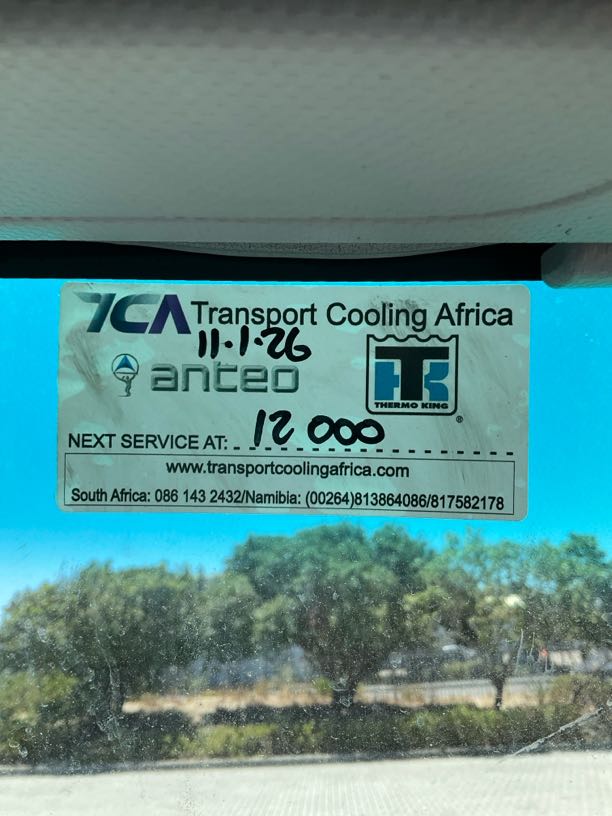 TCA Transport Cooling Africa
11.1.26
anteo
TK
THERMO KING
®
NEXT SERVICE AT: 12 000
www.transportcoolingafrica.com
South Africa: 086 143 2432/Namibia: (00264)813864086/817582178